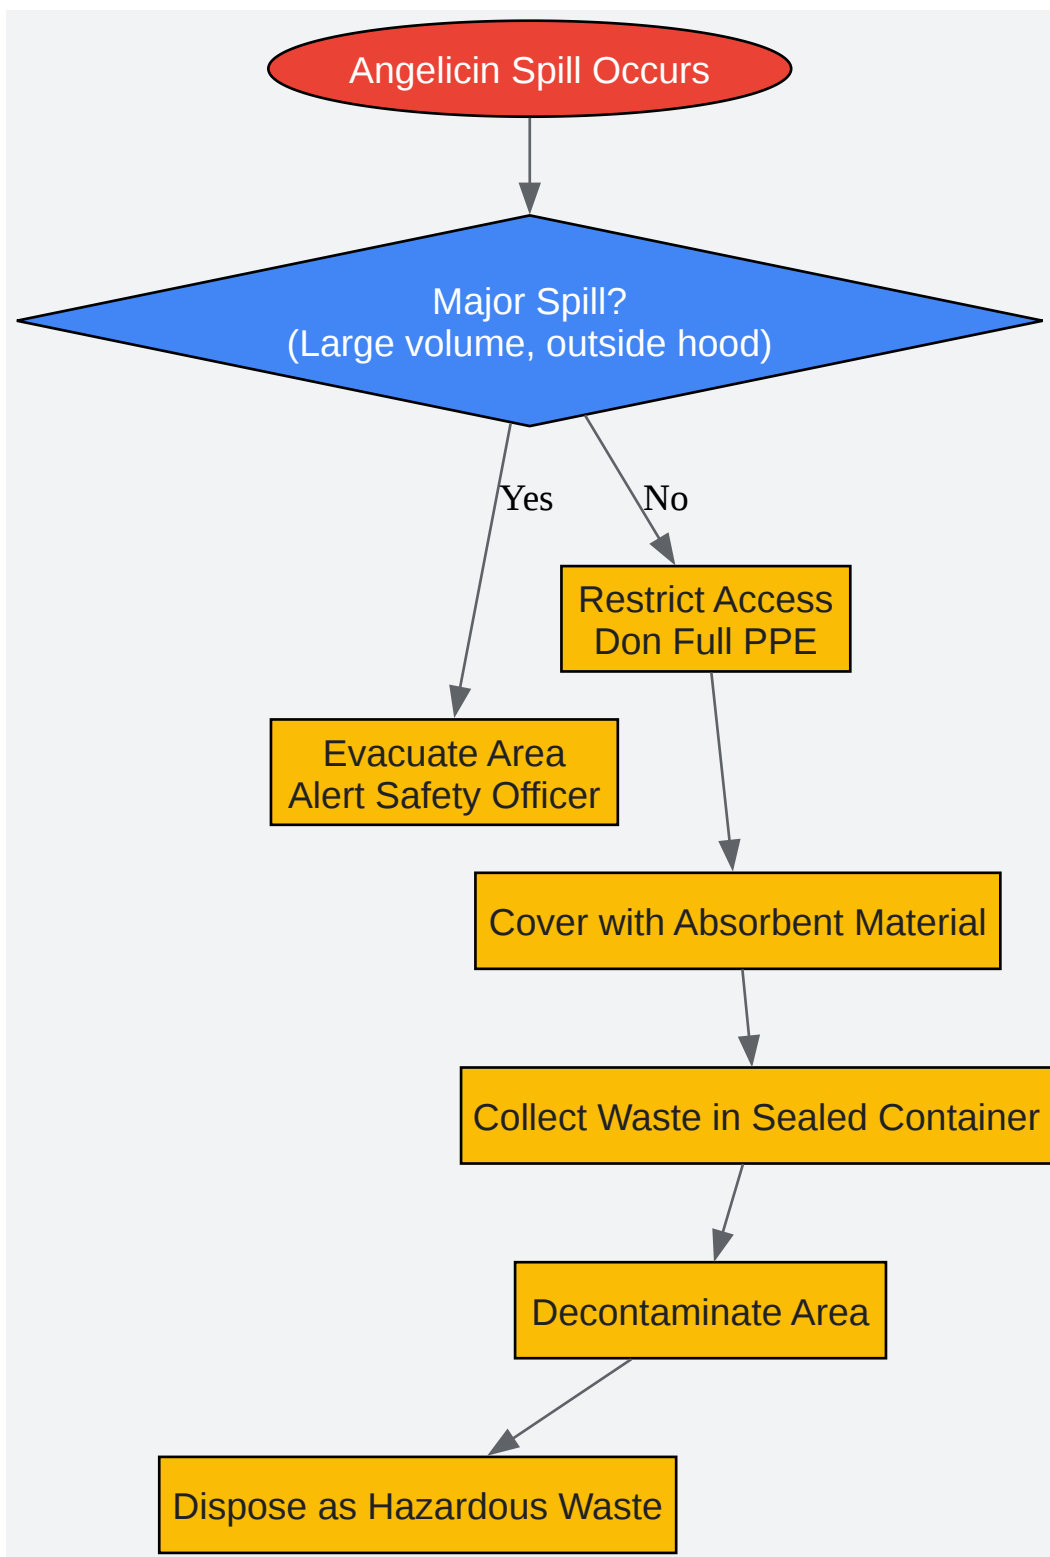 Angelicin Spill Occurs
Major Spill?
(Large volume, outside hood)
Yes
No
Restrict Access
Don Full PPE
Evacuate Area
Alert Safety Officer
Cover with Absorbent Material
Collect Waste in Sealed Container
Decontaminate Area
Dispose as Hazardous Waste